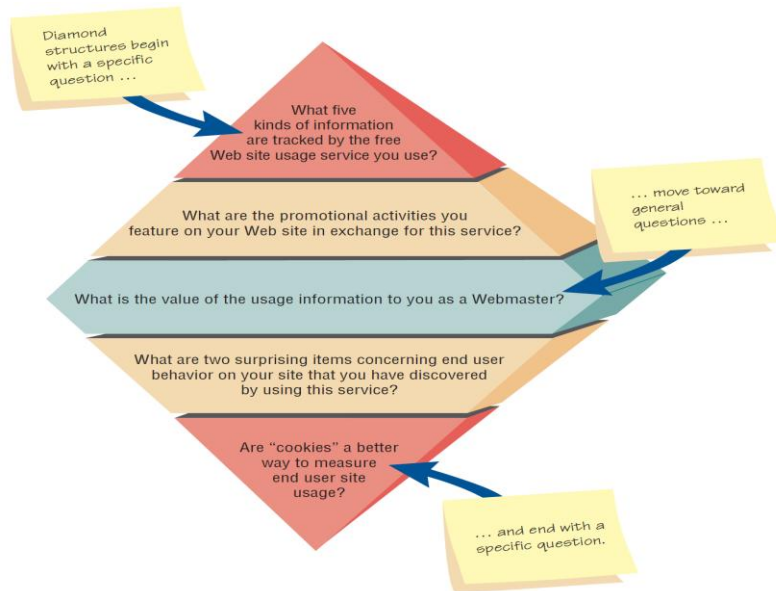 Diamond
structures begin
with a specific
question ...
What five
kinds of information
are tracked by the free
Web site usage service you use?
... move toward
general
questions ...
What are the promotional activities you
feature on your Web site in exchange for this service?
What is the value of the usage information to you as a Webmaster?
What are two surprising items concerning end user
behavior on your site that you have discovered
by using this service?
Are “cookies” a better
way to measure
end user site
usage?
... and end with a
specific question.